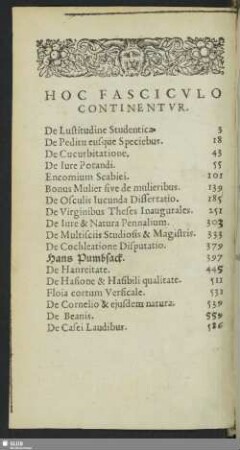 HOC FASCICVLO
CONTINENTVR.
De Lustitudine Studentica 3
De Peditu eusque Speciebus. 18
De Cucurbitatione, 43
De Iure Potandi. 55
Encomium Scabiei. 101
Bonus Mulier sive de mulieribus. 139
De Osculis Iucunda Dissertatio. 185
De Virginibus Theses Inaugurales. 251
De Iure & Natura Pennalium. 303
De Multisciis Studiosis & Magistris. 333
De Cochleatione Disputatio. 379
Hans Pumbsack. 397
De Hanreitate. 445
De Hasione & Hasibili qualitate. 511
Floia cortum Versicale. 531
De Cornelio & ejusdem natura. 539
De Beanis. 559
De Casei Laudibus. 586
SLUB